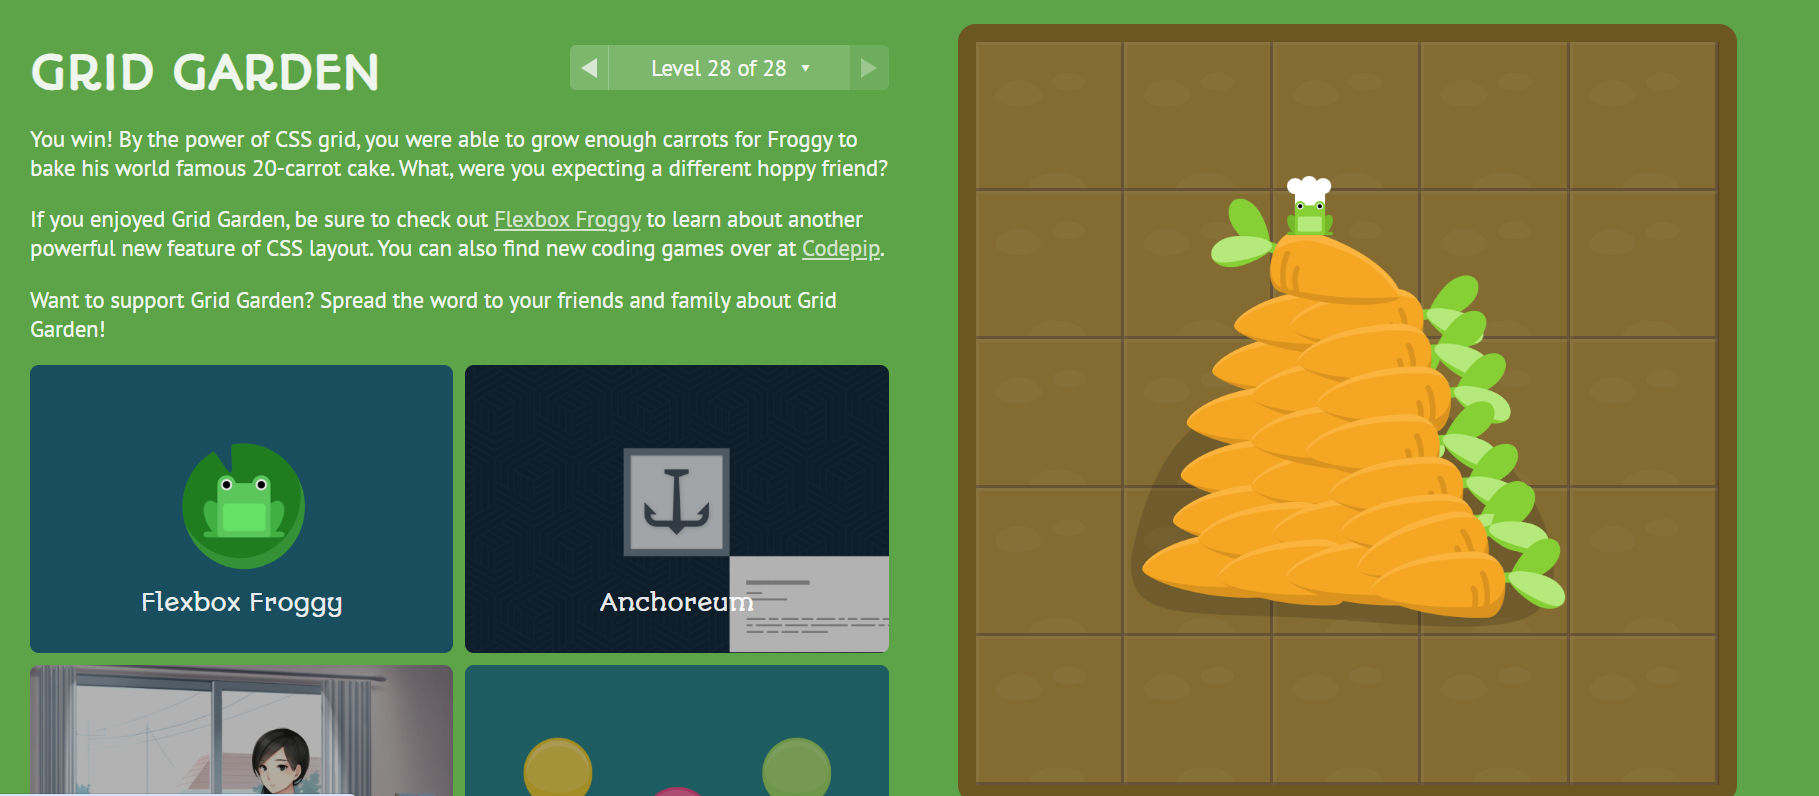 GRID GARDEN
Level 28 of 28
You win! By the power of CSS grid, you were able to grow enough carrots for Froggy to
bake his world famous 20-carrot cake. What, were you expecting a different hoppy friend?
If you enjoyed Grid Garden, be sure to check out Flexbox Froggy to learn about another
powerful new feature of CSS layout. You can also find new coding games over at Codepip.
Want to support Grid Garden? Spread the word to your friends and family about Grid
Garden!
Flexbox Froggy
Anchoreum